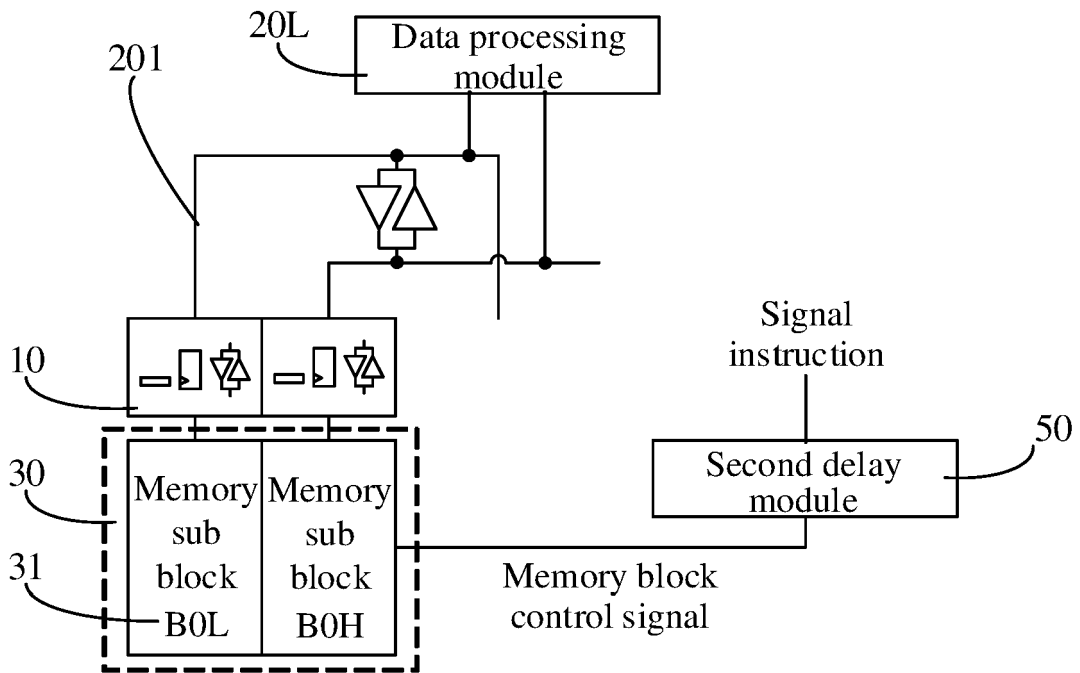 20L
Data processing
module
201
Signal
instruction
10
50
Second delay
module
30
Memory
sub
block
B0L
Memory
sub
block
B0H
31
Memory block
control signal